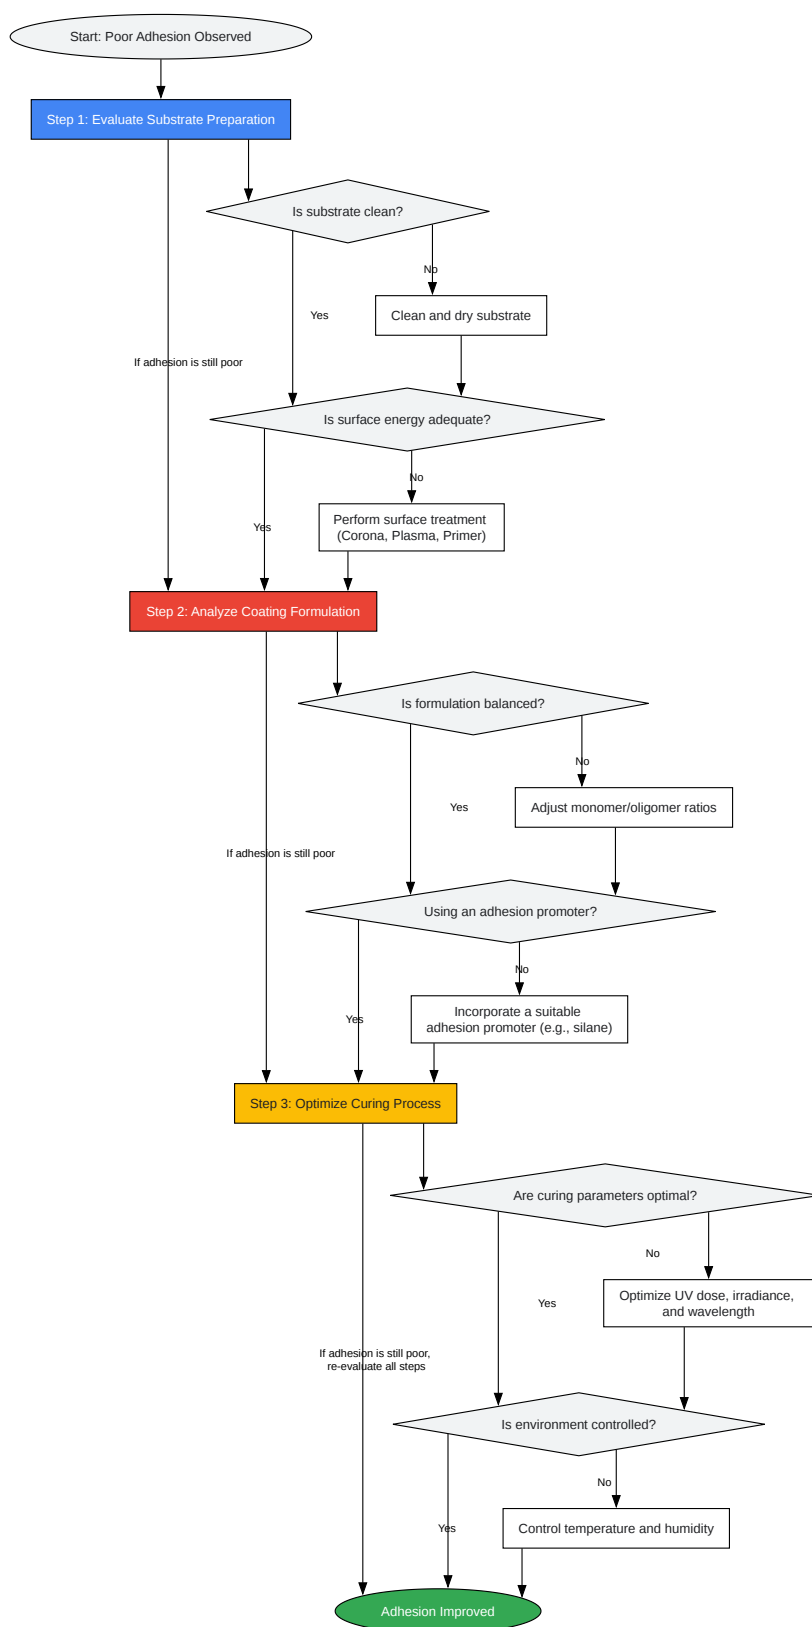 Start: Poor Adhesion Observed
Step 1: Evaluate Substrate Preparation
Is substrate clean?
No
Yes
Clean and dry substrate
If adhesion is still poor
Is surface energy adequate?
No
Yes
Perform surface treatment
(Corona, Plasma, Primer)
Step 2: Analyze Coating Formulation
Is formulation balanced?
No
Yes
Adjust monomer/oligomer ratios
If adhesion is still poor
Using an adhesion promoter?
No
Yes
Incorporate a suitable
adhesion promoter (e.g., silane)
Step 3: Optimize Curing Process
Are curing parameters optimal?
No
Yes
Optimize UV dose, irradiance,
and wavelength
If adhesion is still poor,
re-evaluate all steps
Is environment controlled?
No
Yes
Control temperature and humidity
Adhesion Improved